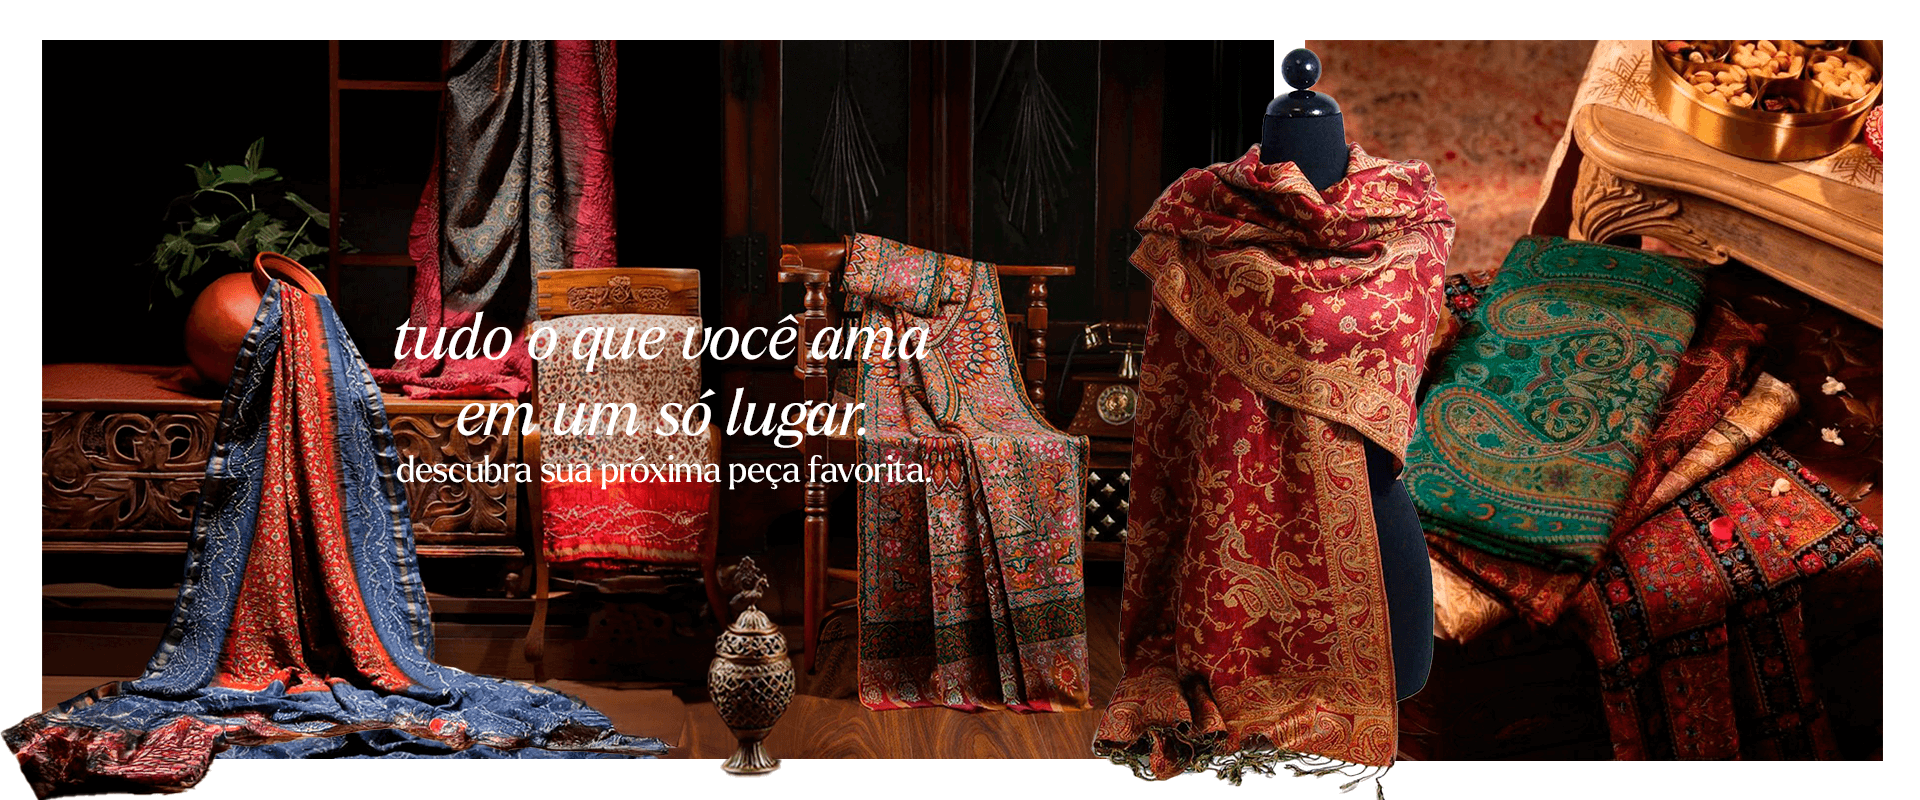 tudo o que você ama
em um só lugar.
descubra sua próxima peça favorita.